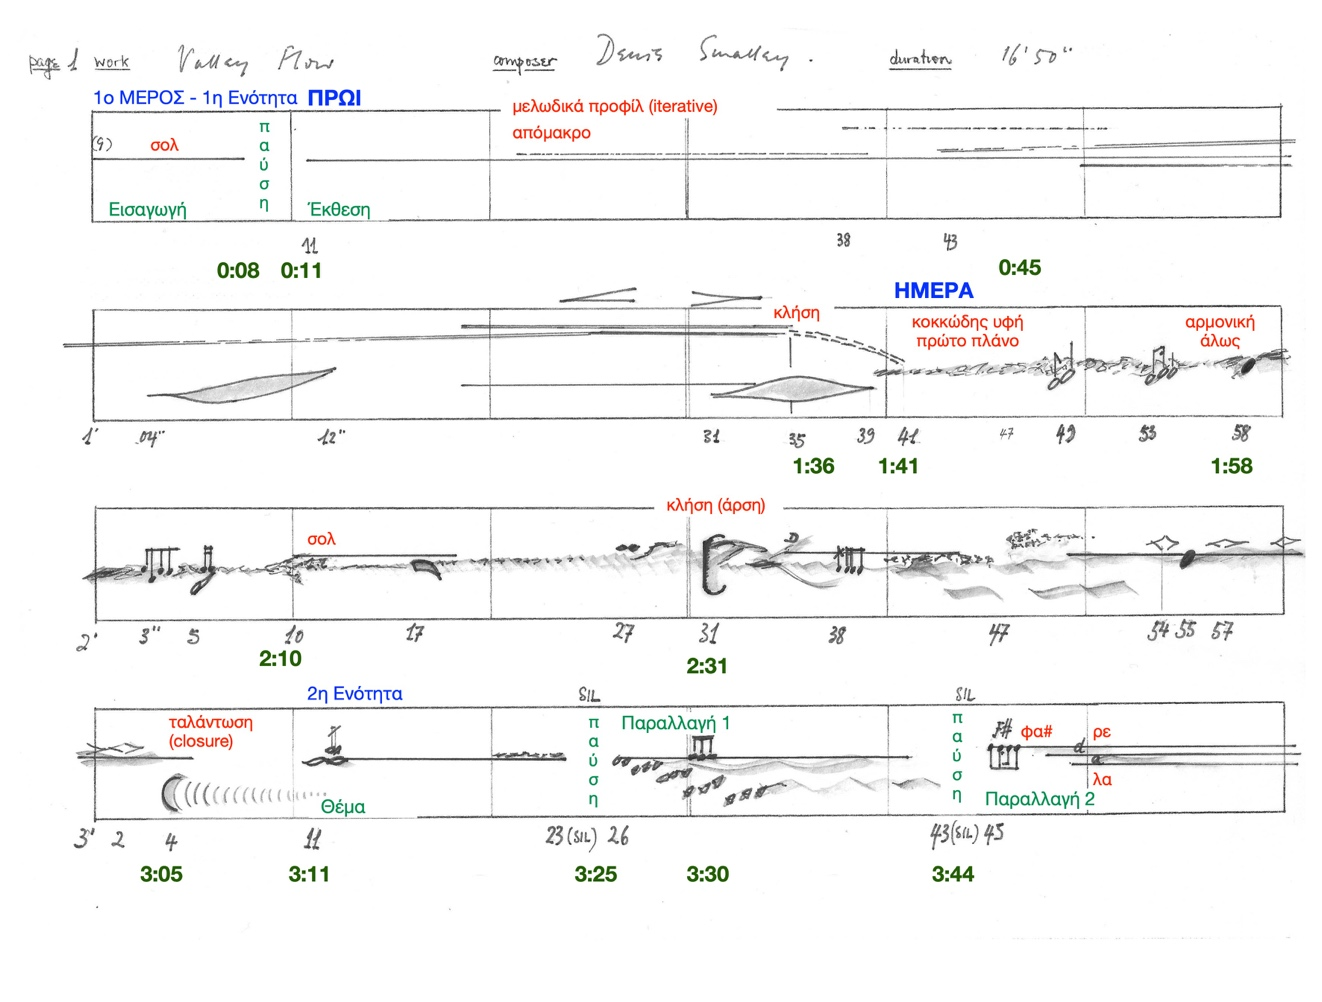 page 1 work Valley Flow composer Denis Smalley. duration 16'50"
1ο ΜΕΡΟΣ - 1η Ενότητα ΠΡΩΙ
μελωδικά προφίλ (iterative)
απόμακρο
(g) σολ
παύση
Εισαγωγή Έκθεση
11 38 43
0:08 0:11 0:45
ΗΜΕΡΑ
κλήση
κοκκώδης υφή
πρώτο πλάνο
αρμονική
άλως
1' 04" 12" 31 35 39 41 47 49 53 58
1:36 1:41 1:58
κλήση (άρση)
σολ
2' 3" 5 10 17 27 31 38 47 54 55 57
2:10 2:31
2η Ενότητα SIL SIL
ταλάντωση
(closure)
παύση
Παραλλαγή 1
παύση
F# φα# ρε
d
a
λα
Θέμα Παραλλαγή 2
3' 2 4 11 23 (SIL) 26 43 (SIL) 45
3:05 3:11 3:25 3:30 3:44